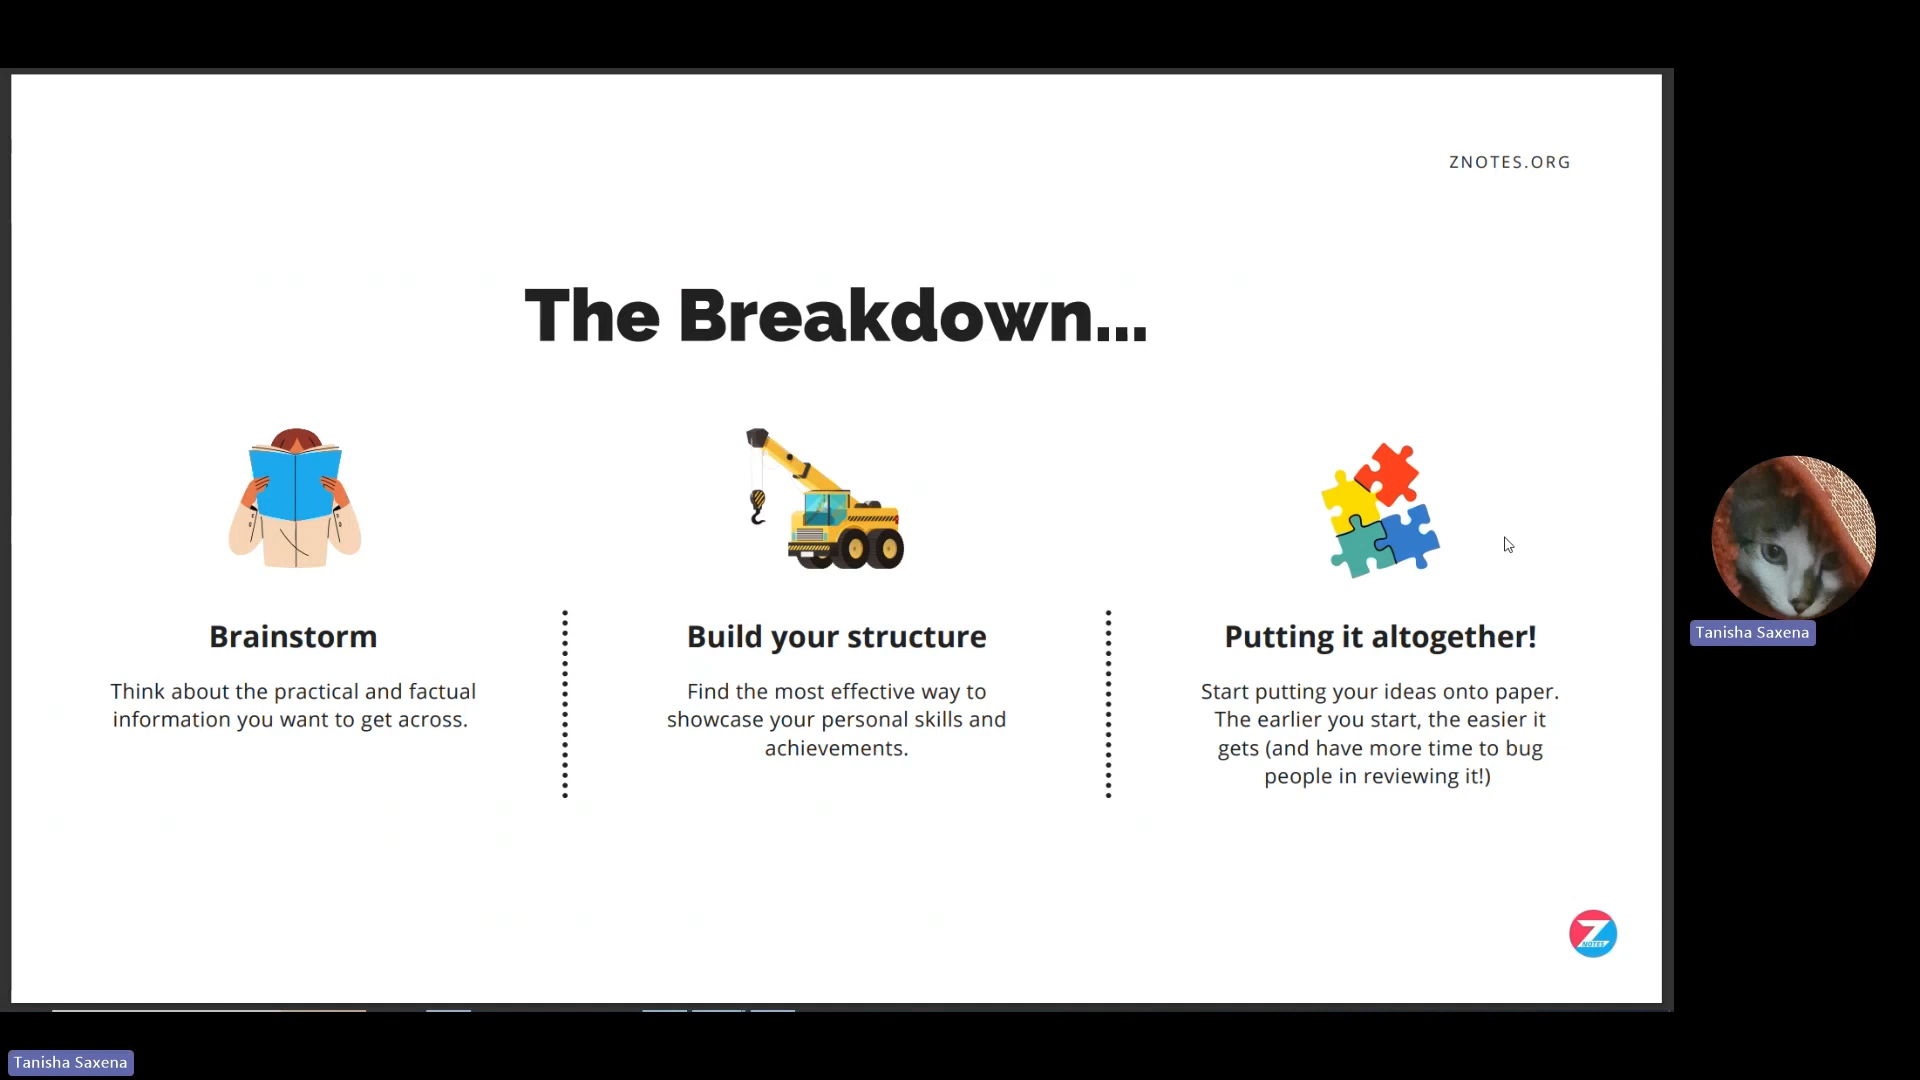 ZNOTES.ORG
The Breakdown...
Brainstorm
Think about the practical and factual
information you want to get across.
Build your structure
Find the most effective way to
showcase your personal skills and
achievements.
Putting it altogether!
Start putting your ideas onto paper.
The earlier you start, the easier it
gets (and have more time to bug
people in reviewing it!)
Z
NOTES
Tanisha Saxena
Tanisha Saxena